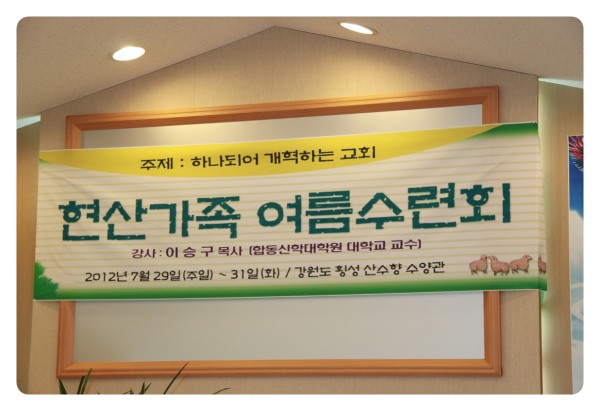 주제 : 하나되어 개혁하는 교회
현산가족 여름수련회
강사 : 이 승 구 목사 (합동신학대학원 대학교 교수)
2012년 7월 29일(주일) ~ 31일(화) / 강원도 횡성 산수향 수양관